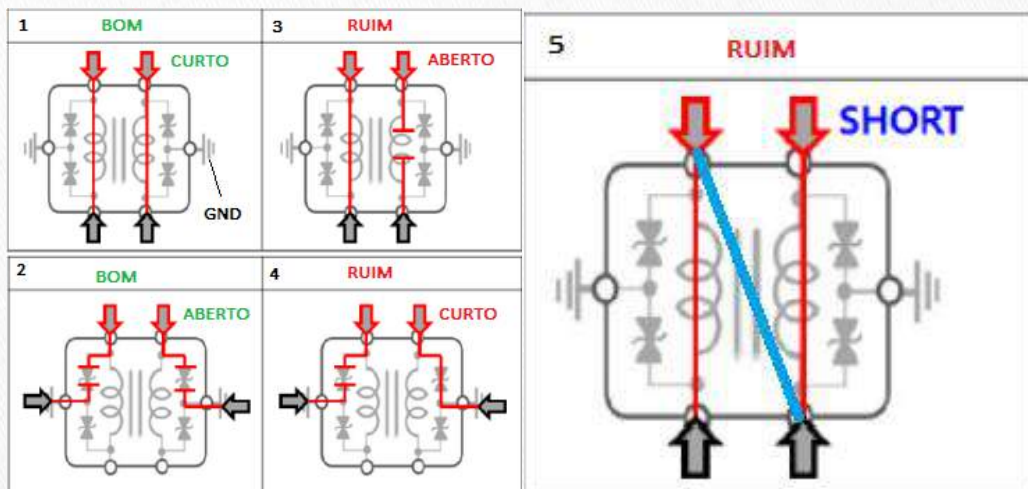 1 BOM
CURTO
GND
3 RUIM
ABERTO
2 BOM
ABERTO
4 RUIM
CURTO
5 RUIM
SHORT